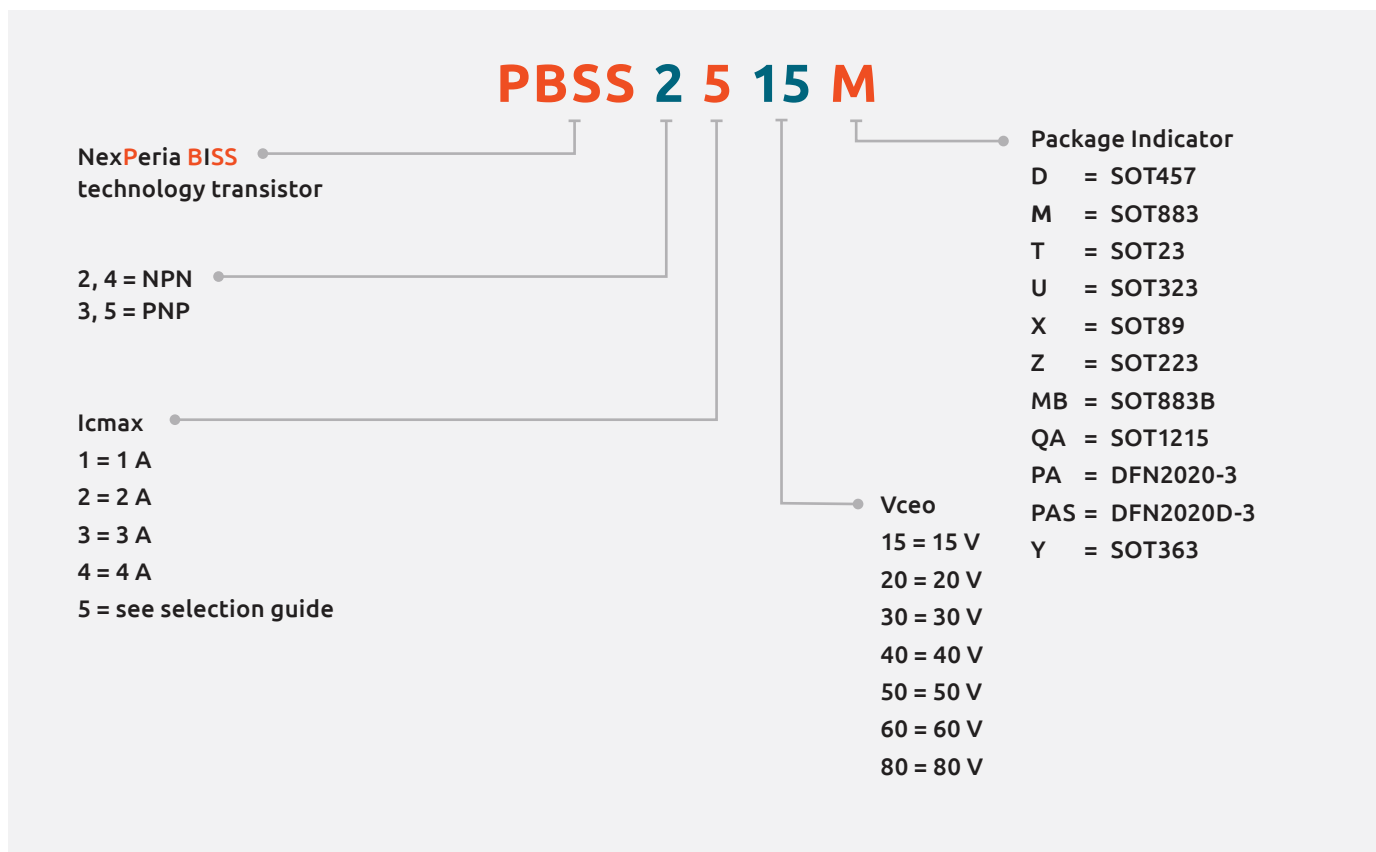 PBSS 2 5 15 M
NexPeria BISS
technology transistor
2, 4 = NPN
3, 5 = PNP
Icmax
1 = 1 A
2 = 2 A
3 = 3 A
4 = 4 A
5 = see selection guide
Vceo
15 = 15 V
20 = 20 V
30 = 30 V
40 = 40 V
50 = 50 V
60 = 60 V
80 = 80 V
Package Indicator
D = SOT457
M = SOT883
T = SOT23
U = SOT323
X = SOT89
Z = SOT223
MB = SOT883B
QA = SOT1215
PA = DFN2020-3
PAS = DFN2020D-3
Y = SOT363